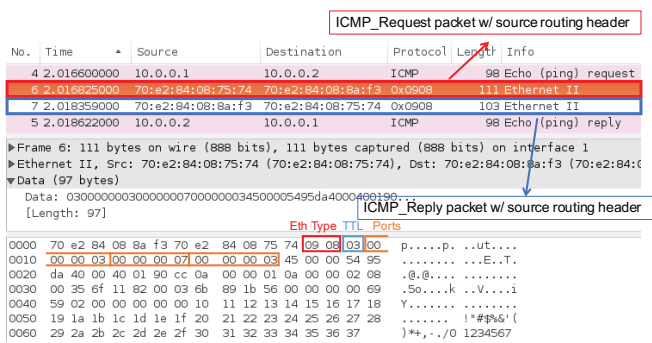 ICMP_Request packet w/ source routing header
No. Time Source Destination Protocol Length Info
4 2.016600000 10.0.0.1 10.0.0.2 ICMP 98 Echo (ping) request
6 2.016825000 70:e2:84:08:75:74 70:e2:84:08:8a:f3 0x0908 111 Ethernet II
7 2.018359000 70:e2:84:08:8a:f3 70:e2:84:08:75:74 0x0908 103 Ethernet II
5 2.018622000 10.0.0.2 10.0.0.1 ICMP 98 Echo (ping) reply
Frame 6: 111 bytes on wire (888 bits), 111 bytes captured (888 bits) on interface 1
Ethernet II, Src: 70:e2:84:08:75:74 (70:e2:84:08:75:74), Dst: 70:e2:84:08:8a:f3 (70:e2:84:0
Data (97 bytes)
Data: 030000000300000007000000034500005495da4000400190...
[Length: 97]
ICMP_Reply packet w/ source routing header
Eth Type TTL Ports
0000 70 e2 84 08 8a f3 70 e2 84 08 75 74 09 08 03 00 p.....p. ..ut....
0010 00 00 03 00 00 00 07 00 00 00 03 45 00 00 54 95 ........ ...E..T.
0020 da 40 00 40 01 90 cc 0a 00 00 01 0a 00 00 02 08 .@.@.... ........
0030 00 35 6f 11 82 00 03 6b 89 1b 56 00 00 00 00 69 .5o....k ..V....i
0040 59 02 00 00 00 00 00 10 11 12 13 14 15 16 17 18 Y....... ........
0050 19 1a 1b 1c 1d 1e 1f 20 21 22 23 24 25 26 27 28 ....... !"#$%&'(
0060 29 2a 2b 2c 2d 2e 2f 30 31 32 33 34 35 36 37 )*+,-./0 1234567